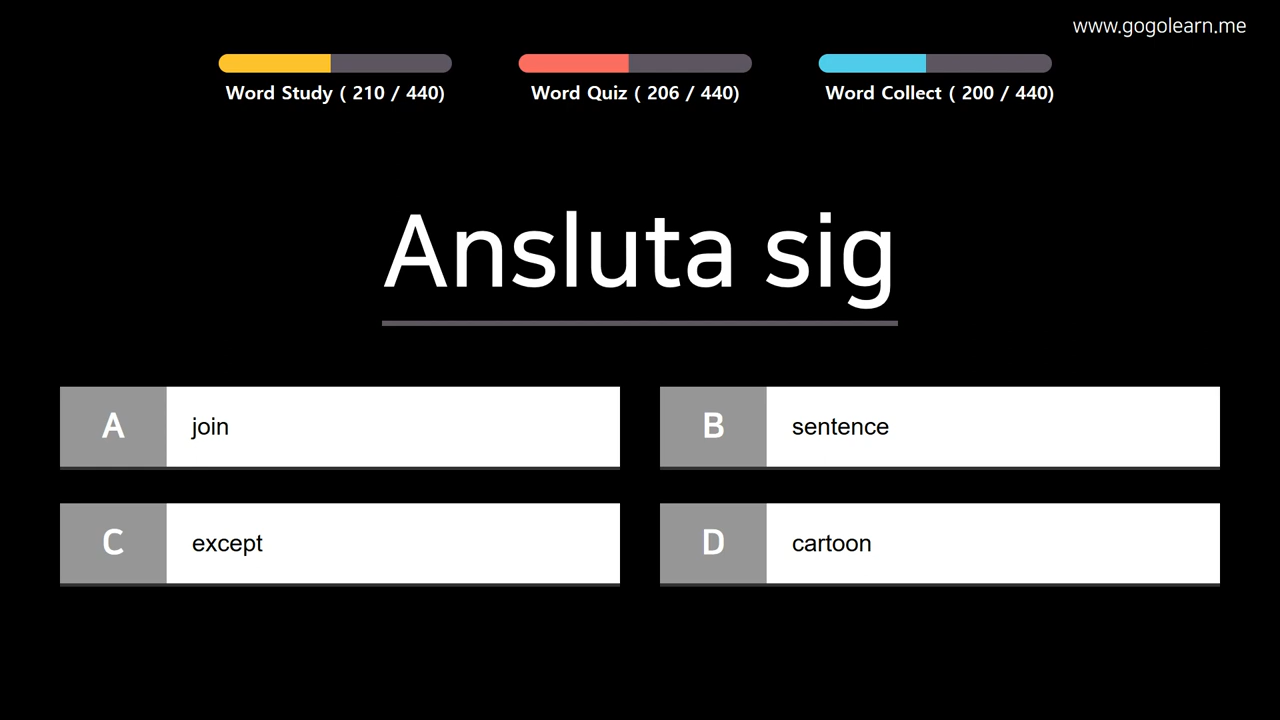 www.gogolearn.me
Word Study ( 210 / 440)
Word Quiz ( 206 / 440)
Word Collect ( 200 / 440)
Ansluta sig
A join
B sentence
C except
D cartoon